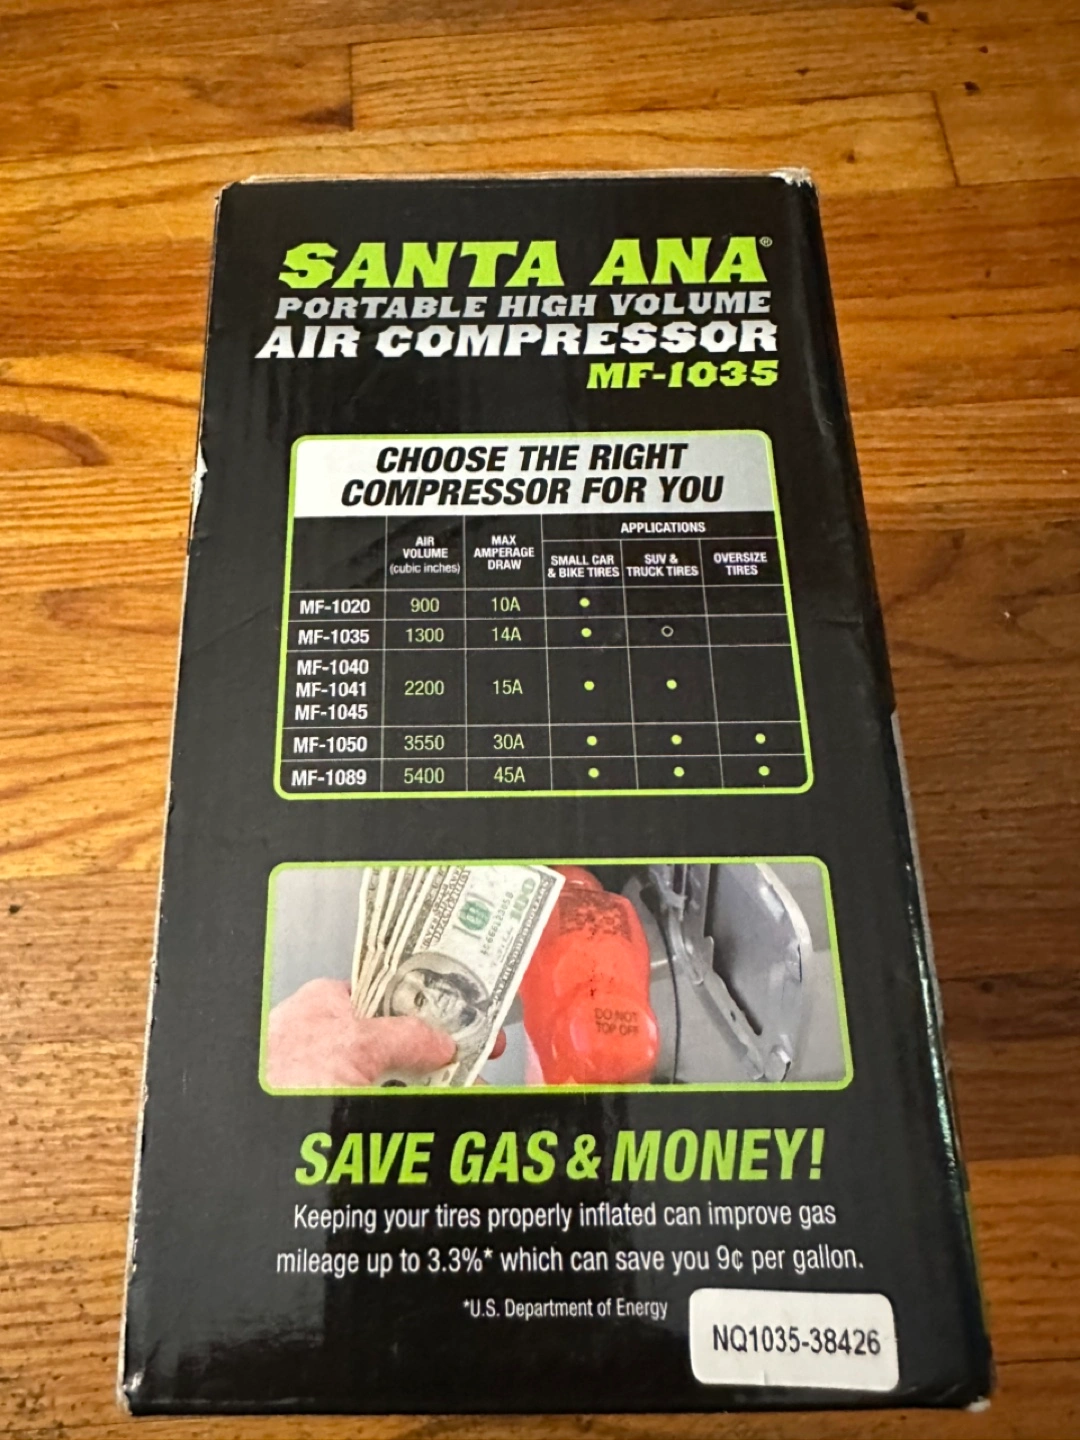 SANTA ANA®
PORTABLE HIGH VOLUME
AIR COMPRESSOR
MF-1035
CHOOSE THE RIGHT
COMPRESSOR FOR YOU
AIR VOLUME (cubic inches) MAX AMPERAGE DRAW APPLICATIONS
SMALL CAR & BIKE TIRES SUV & TRUCK TIRES OVERSIZE TIRES
MF-1020 900 10A ●
MF-1035 1300 14A ● ○
MF-1040
MF-1041 2200 15A ● ●
MF-1045
MF-1050 3550 30A ● ● ●
MF-1089 5400 45A ● ● ●
100
DO NOT
TOP OFF
SAVE GAS & MONEY!
Keeping your tires properly inflated can improve gas
mileage up to 3.3%* which can save you 9¢ per gallon.
*U.S. Department of Energy
NQ1035-38426